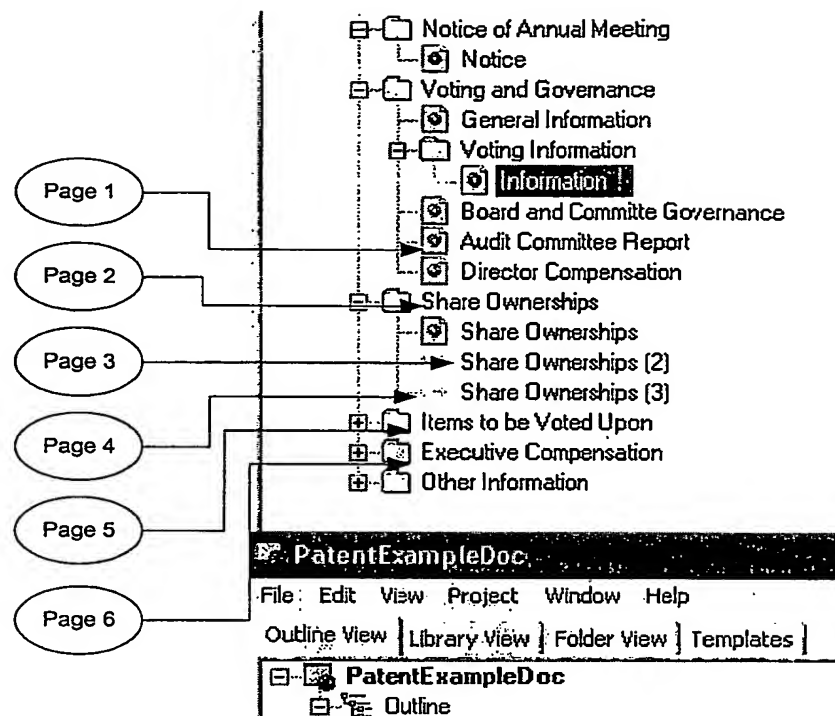 Notice of Annual Meeting
Notice
Voting and Governance
General Information
Voting Information
Page 1
Information
Board and Committe Governance
Audit Committee Report
Page 2
Director Compensation
Share Ownerships
Share Ownerships
Page 3
Share Ownerships (2)
Share Ownerships (3)
Page 4
Items to be Voted Upon
Executive Compensation
Other Information
Page 5
PatentExampleDoc
Page 6
File Edit View Project Window Help
Outline View Library View Folder View Templates
PatentExampleDoc
Outline